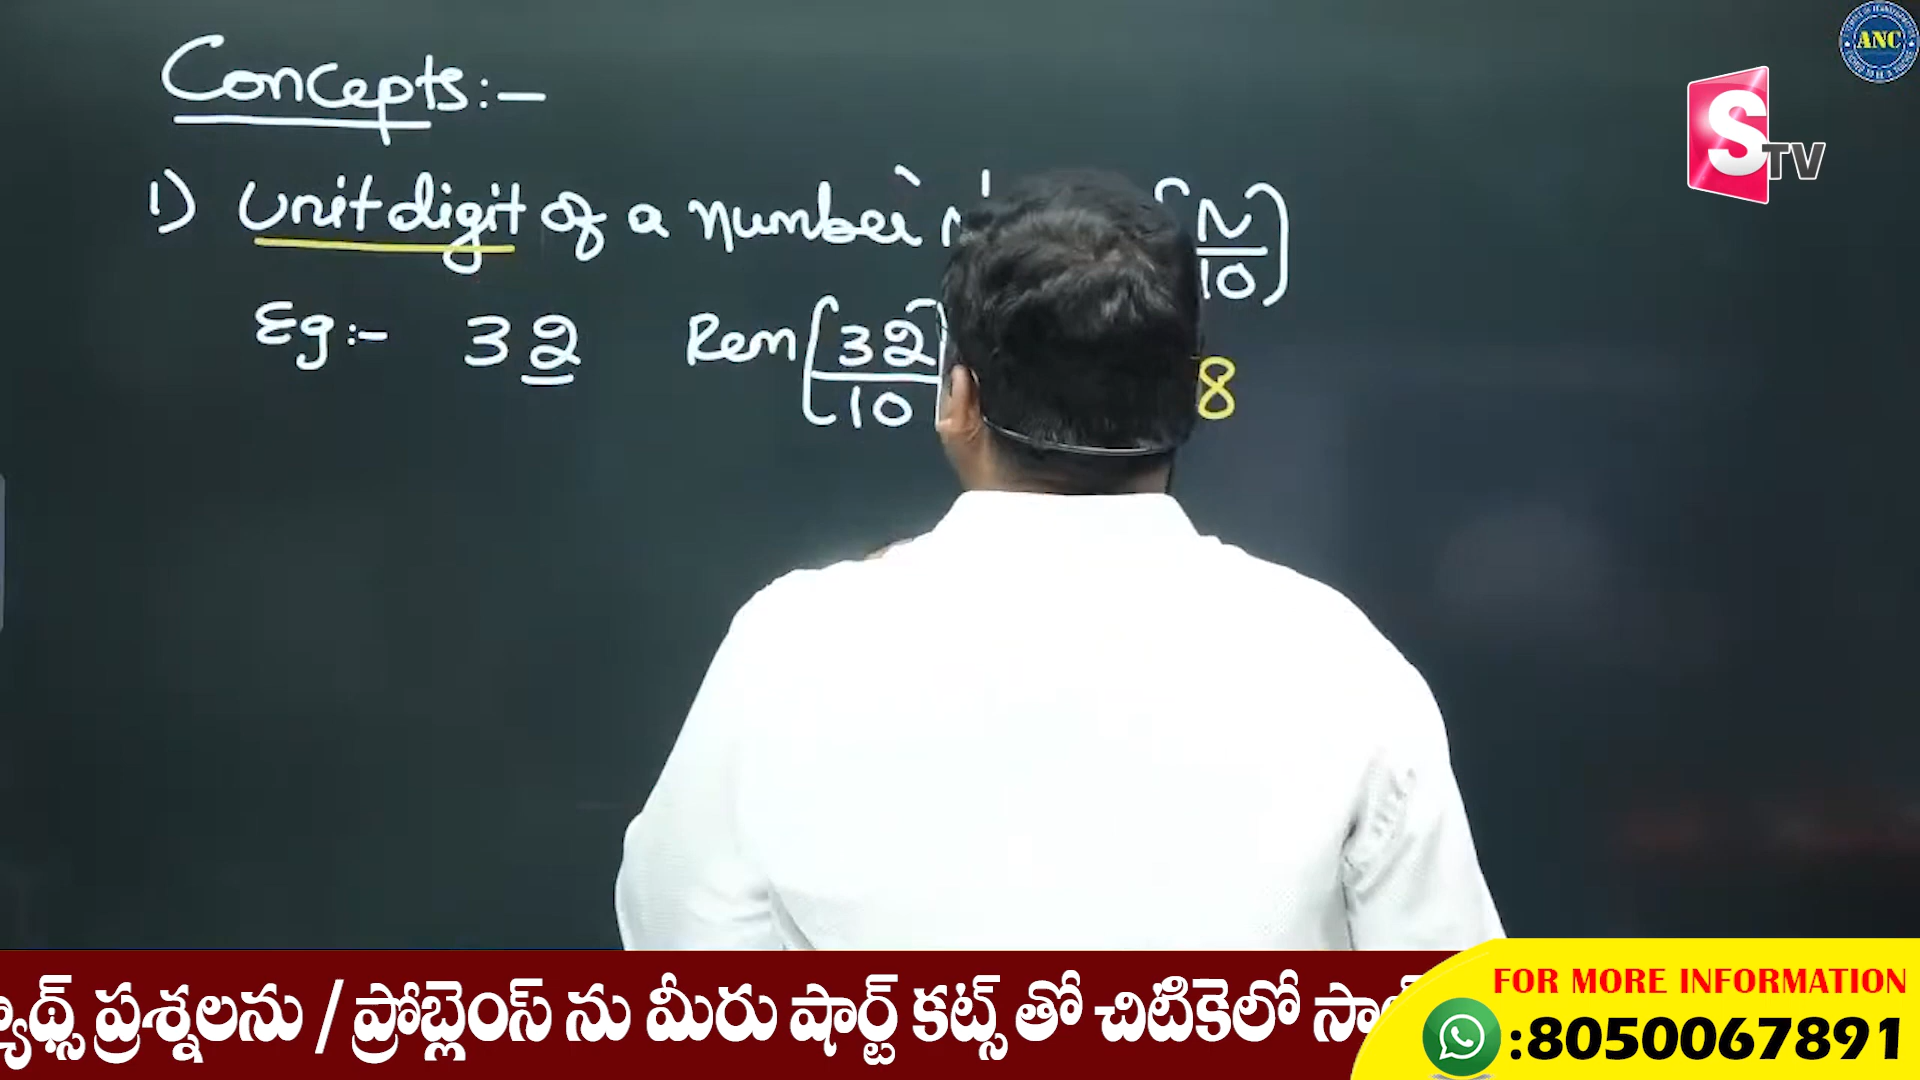 Concepts:-
1) Unit digit of a number N/10
Eg:- 32 Rem[32/10 8
ANC
STV
ప్రశ్నలను / ప్రోబ్లెంస్ ను మీరు షార్ట్ కట్స్ తో చిటికెలో
FOR MORE INFORMATION
:8050067891